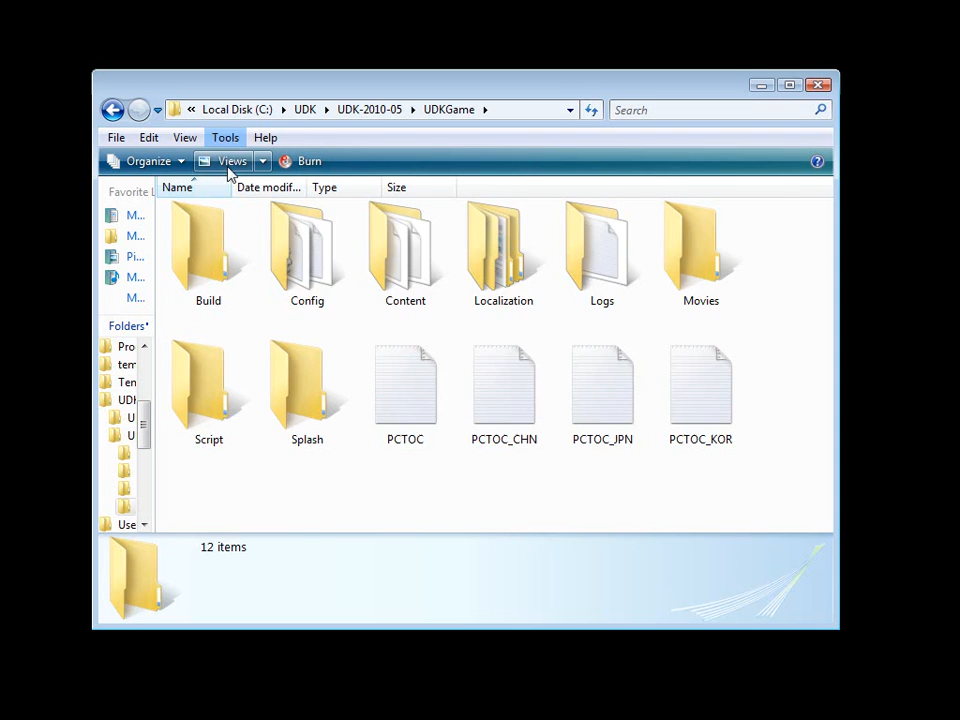 « Local Disk (C:) ▸ UDK ▸ UDK-2010-05 ▸ UDKGame ▸ Search
File Edit View Tools Help
Organize Views Burn
Favorite L Name Date modif... Type Size
M...
M...
Pi...
M...
M...
Build Config Content Localization Logs Movies
Folders
Pro
tem
Ten
UDK
U
U
Use
Script Splash PCTOC PCTOC_CHN PCTOC_JPN PCTOC_KOR
12 items